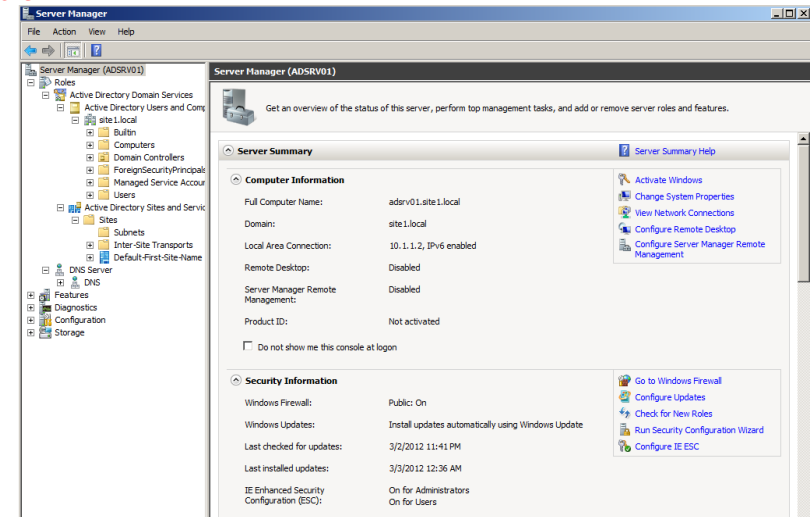 Server Manager
File Action View Help
Server Manager (ADSRV01)
Roles
Active Directory Domain Services
Active Directory Users and Comp
site1.local
Builtin
Computers
Domain Controllers
ForeignSecurityPrincipals
Managed Service Accour
Users
Active Directory Sites and Servic
Sites
Subnets
Inter-Site Transports
Default-First-Site-Name
DNS Server
DNS
Features
Diagnostics
Configuration
Storage
Server Manager (ADSRV01)
Get an overview of the status of this server, perform top management tasks, and add or remove server roles and features.
Server Summary
Server Summary Help
Computer Information
Full Computer Name: adsrv01.site1.local
Domain: site1.local
Local Area Connection: 10.1.1.2, IPv6 enabled
Remote Desktop: Disabled
Server Manager Remote Disabled
Management:
Product ID: Not activated
Do not show me this console at logon
Activate Windows
Change System Properties
View Network Connections
Configure Remote Desktop
Configure Server Manager Remote
Management
Security Information
Windows Firewall: Public: On
Windows Updates: Install updates automatically using Windows Update
Last checked for updates: 3/2/2012 11:41 PM
Last installed updates: 3/3/2012 12:36 AM
IE Enhanced Security On for Administrators
Configuration (ESC): On for Users
Go to Windows Firewall
Configure Updates
Check for New Roles
Run Security Configuration Wizard
Configure IE ESC